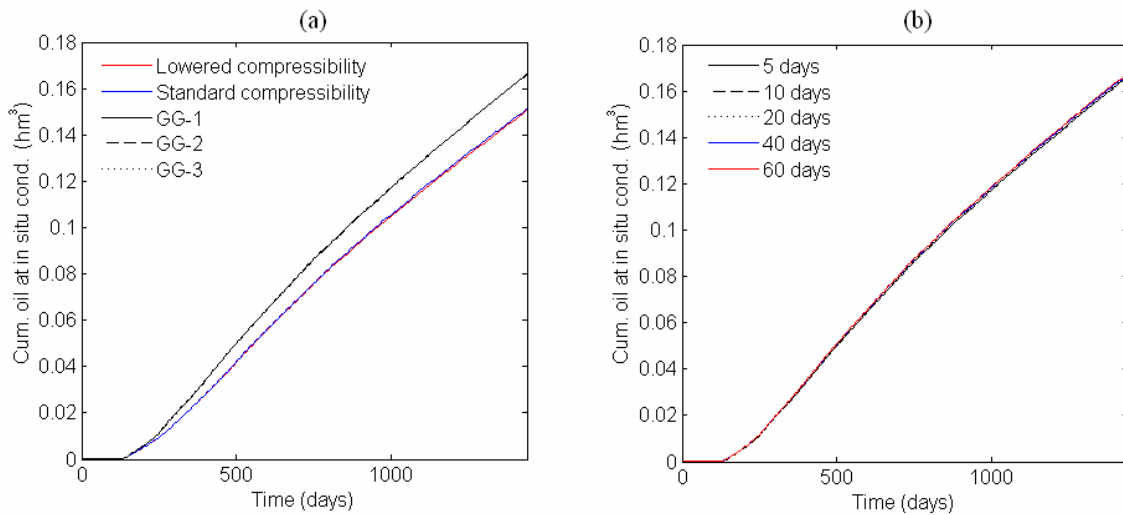 (a)
0.18
0.16
0.14
0.12
0.1
0.08
0.06
0.04
0.02
0
Cum. oil at in situ cond. (hm³)
Lowered compressibility
Standard compressibility
GG-1
GG-2
GG-3
0
500
1000
Time (days)
(b)
0.18
0.16
0.14
0.12
0.1
0.08
0.06
0.04
0.02
0
Cum. oil at in situ cond. (hm³)
5 days
10 days
20 days
40 days
60 days
0
500
1000
Time (days)